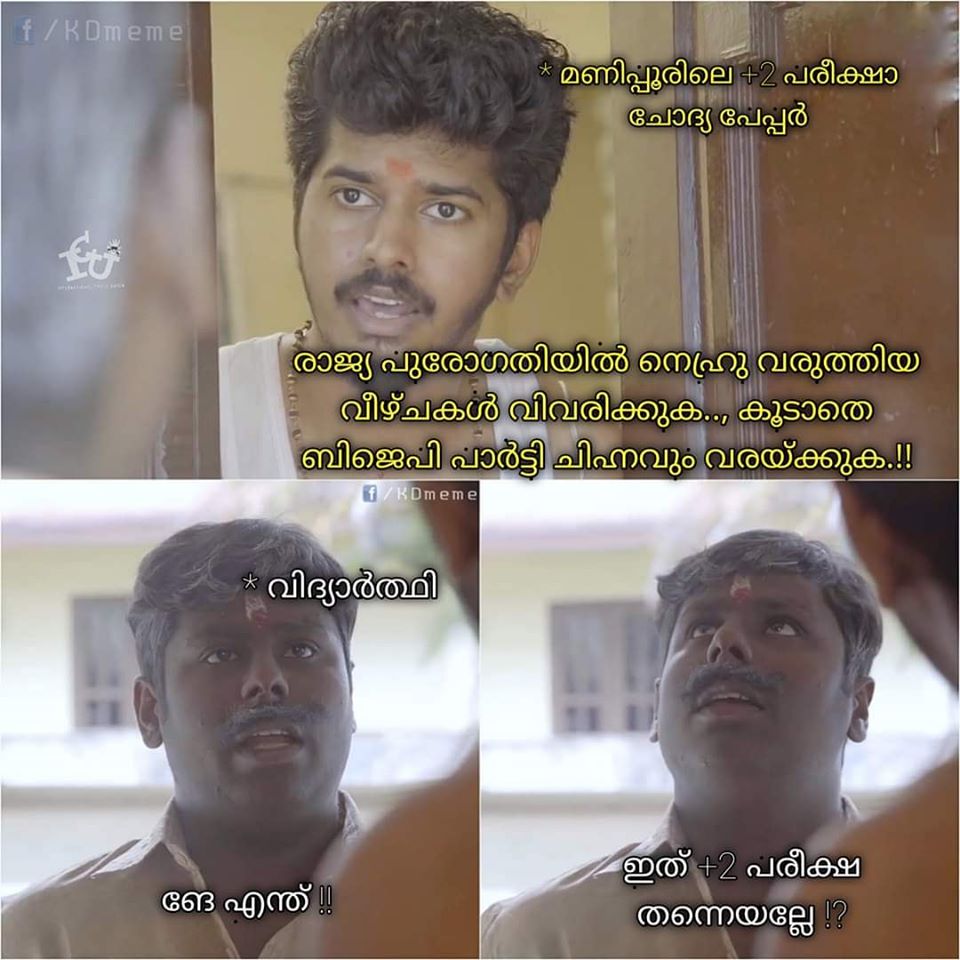 f/KDmeme
* മണിപ്പൂരിലെ +2 പരീക്ഷാ
ചോദ്യ പേപ്പർ
രാജ്യ പുരോഗതിയിൽ നെഹ്രു വരുത്തിയ
വീഴ്ചകൾ വിവരിക്കുക.., കൂടാതെ
ബിജെപി പാർട്ടി ചിഹ്നവും വരയ്ക്കുക.!!
f/KDmeme
* വിദ്യാർത്ഥി
ങേ എന്ത് !!
ഇത് +2 പരീക്ഷ
തന്നെയല്ലേ !?